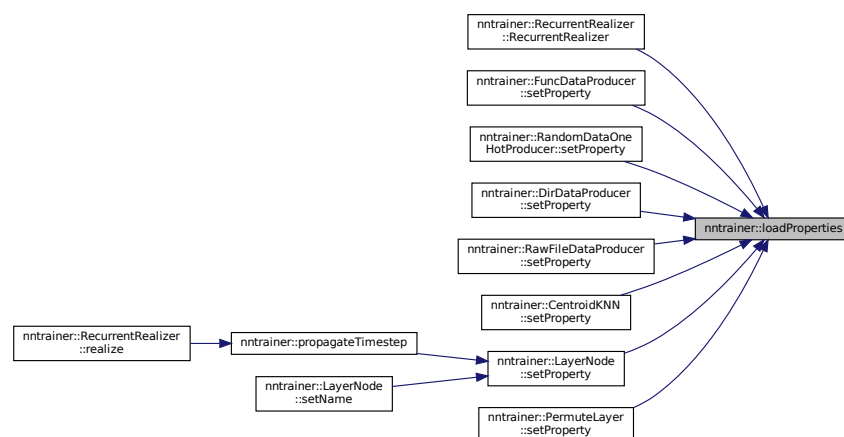 nntrainer::RecurrentRealizer
::RecurrentRealizer
nntrainer::FuncDataProducer
::setProperty
nntrainer::RandomDataOne
HotProducer::setProperty
nntrainer::DirDataProducer
::setProperty
nntrainer::loadProperties
nntrainer::RawFileDataProducer
::setProperty
nntrainer::CentroidKNN
::setProperty
nntrainer::RecurrentRealizer
::realize
nntrainer::propagateTimestep
nntrainer::LayerNode
::setProperty
nntrainer::LayerNode
::setName
nntrainer::PermuteLayer
::setProperty